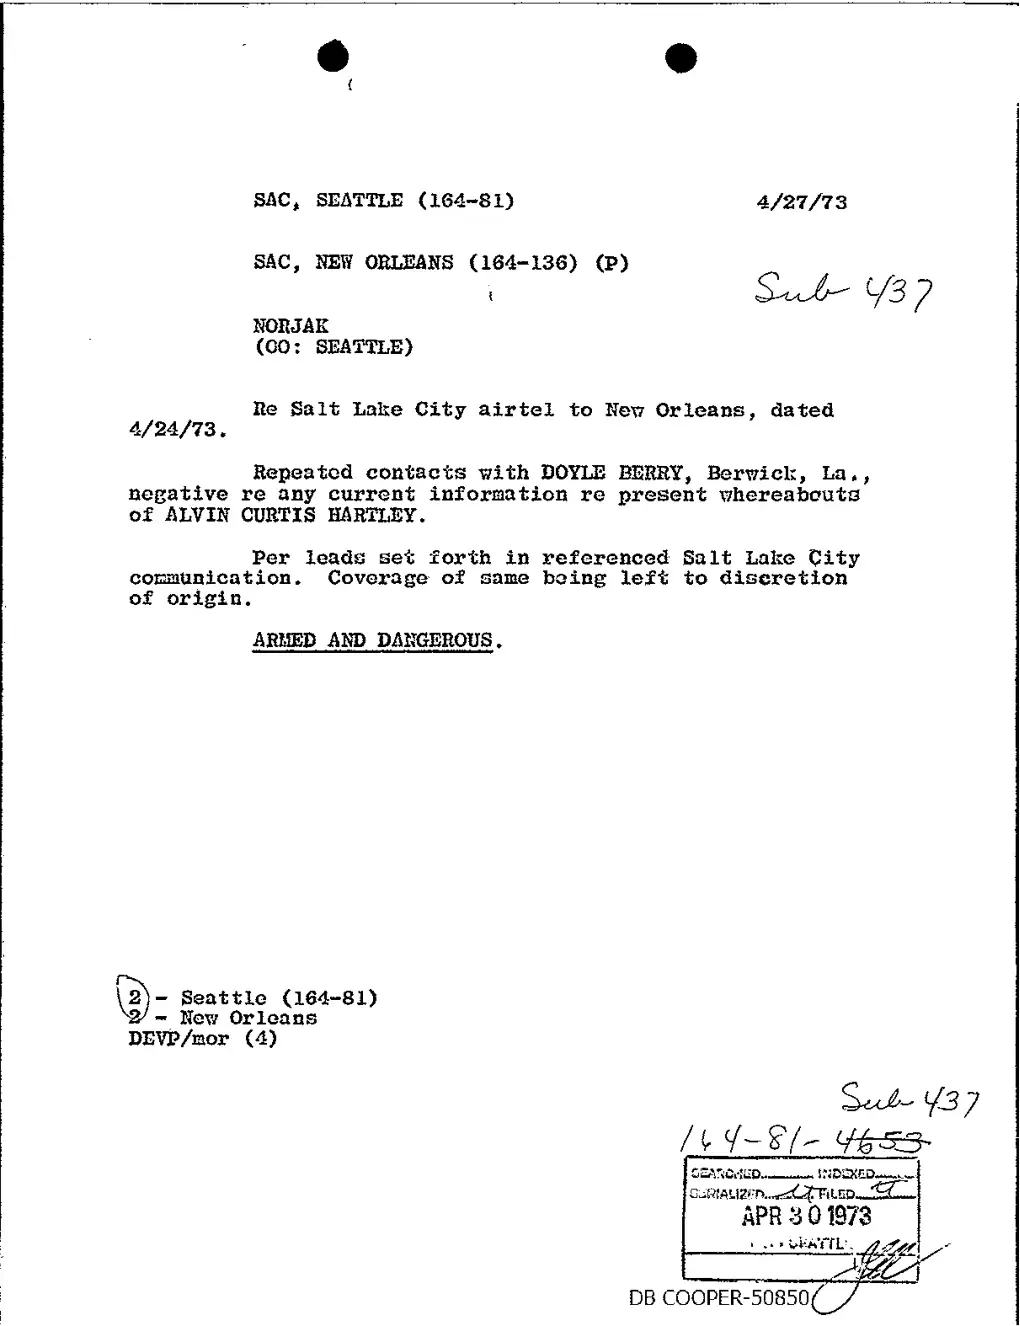 SAC, SEATTLE (164-81) 4/27/73
SAC, NEW ORLEANS (164-136) (P)
Sub 437
NORJAK
(OO: SEATTLE)
Re Salt Lake City airtel to New Orleans, dated
4/24/73.
Repeated contacts with DOYLE BERRY, Berwick, La.,
negative re any current information re present whereabouts
of ALVIN CURTIS HARTLEY.
Per leads set forth in referenced Salt Lake City
communication. Coverage of same being left to discretion
of origin.
ARMED AND DANGEROUS.
2 - Seattle (164-81)
2 - New Orleans
DEVP/mor (4)
Sub 437
164-81-4653
SEARCHED INDEXED
SERIALIZED FILED
APR 30 1973
SEATTLE
DB COOPER-50850